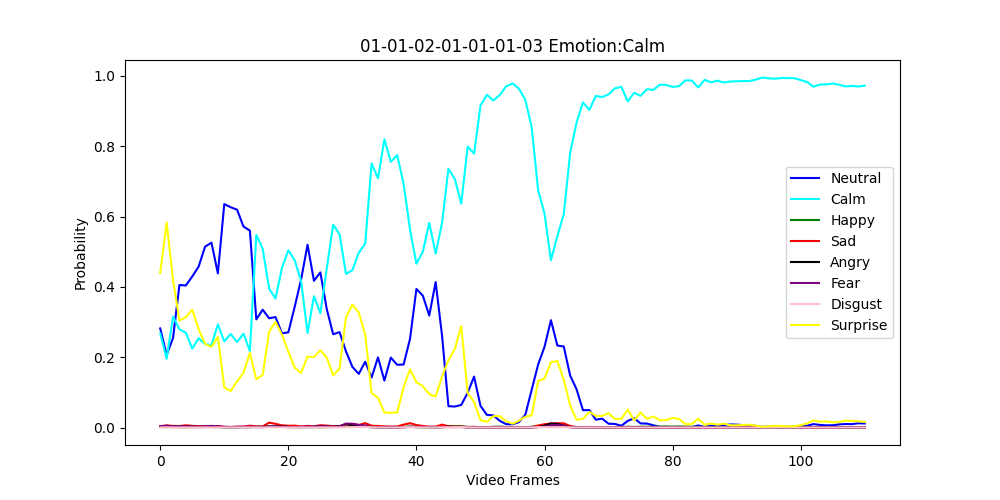 01-01-02-01-01-01-03 Emotion:Calm
Probability
1.0
0.8
0.6
0.4
0.2
0.0
0
20
40
60
80
100
Video Frames
Neutral
Calm
Happy
Sad
Angry
Fear
Disgust
Surprise